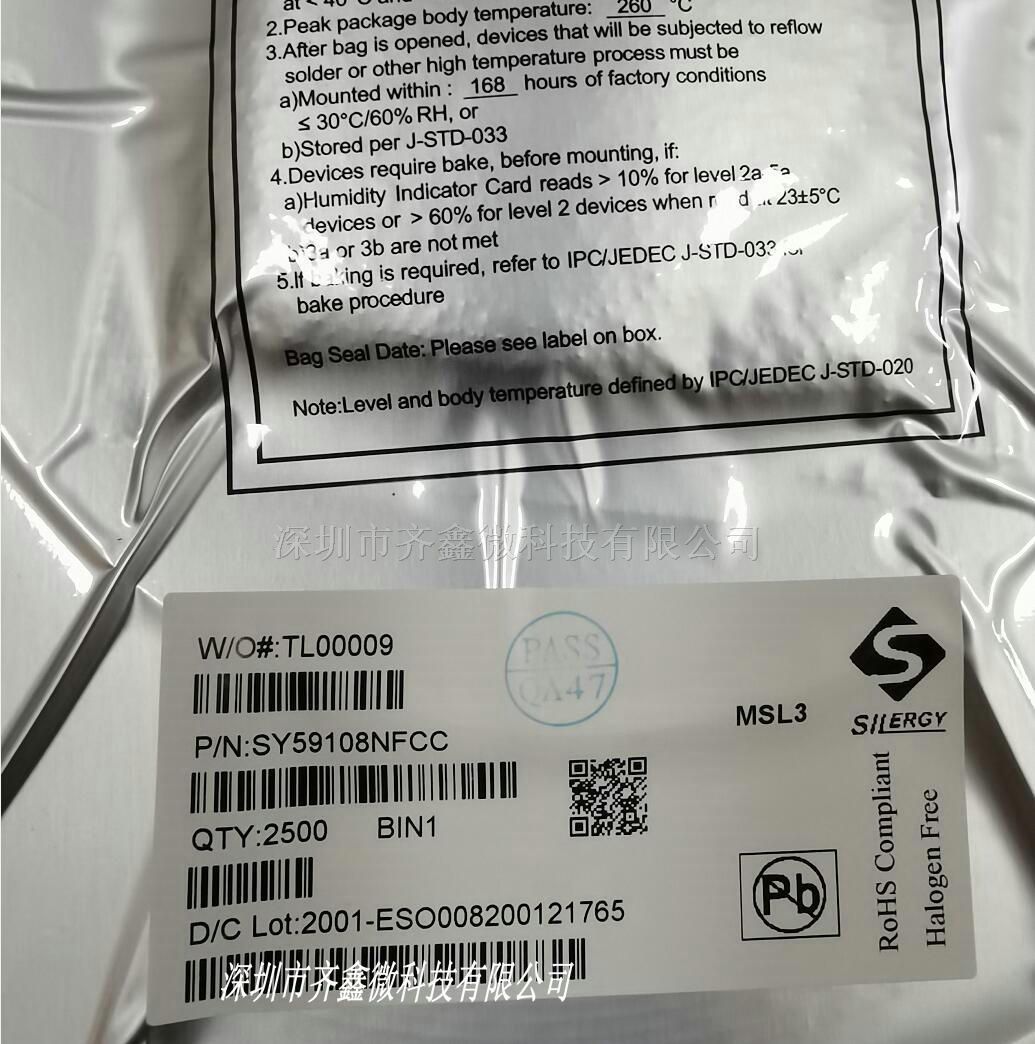 2.Peak package body temperature: 260 °C
3.After bag is opened, devices that will be subjected to reflow
solder or other high temperature process must be
a)Mounted within : 168 hours of factory conditions
≤ 30°C/60% RH, or
b)Stored per J-STD-033
4.Devices require bake, before mounting, if:
a)Humidity Indicator Card reads > 10% for level 2a-5a
devices or > 60% for level 2 devices when 23±5°C
b)3a or 3b are not met
5.If baking is required, refer to IPC/JEDEC J-STD-033 for
bake procedure
Bag Seal Date: Please see label on box.
Note:Level and body temperature defined by IPC/JEDEC J-STD-020
深圳市齐鑫微科技有限公司
W/O#:TL00009
PASS
QA47
P/N:SY59108NFCC
MSL3
SILERGY
QTY:2500 BIN1
D/C Lot:2001-ESO008200121765
Pb
RoHS Compliant
Halogen Free
深圳市齐鑫微科技有限公司